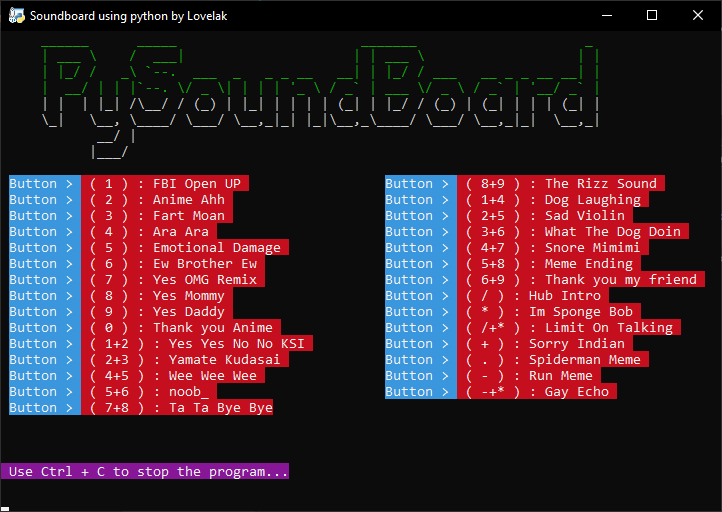 Soundboard using python by Lovelak
PySoundBoard
Button > ( 1 ) : FBI Open UP
Button > ( 2 ) : Anime Ahh
Button > ( 3 ) : Fart Moan
Button > ( 4 ) : Ara Ara
Button > ( 5 ) : Emotional Damage
Button > ( 6 ) : Ew Brother Ew
Button > ( 7 ) : Yes OMG Remix
Button > ( 8 ) : Yes Mommy
Button > ( 9 ) : Yes Daddy
Button > ( 0 ) : Thank you Anime
Button > ( 1+2 ) : Yes Yes No No KSI
Button > ( 2+3 ) : Yamate Kudasai
Button > ( 4+5 ) : Wee Wee Wee
Button > ( 5+6 ) : noob_
Button > ( 7+8 ) : Ta Ta Bye Bye
Button > ( 8+9 ) : The Rizz Sound
Button > ( 1+4 ) : Dog Laughing
Button > ( 2+5 ) : Sad Violin
Button > ( 3+6 ) : What The Dog Doin
Button > ( 4+7 ) : Snore Mimimi
Button > ( 5+8 ) : Meme Ending
Button > ( 6+9 ) : Thank you my friend
Button > ( / ) : Hub Intro
Button > ( * ) : Im Sponge Bob
Button > ( /+* ) : Limit On Talking
Button > ( + ) : Sorry Indian
Button > ( . ) : Spiderman Meme
Button > ( - ) : Run Meme
Button > ( -+* ) : Gay Echo
Use Ctrl + C to stop the program...